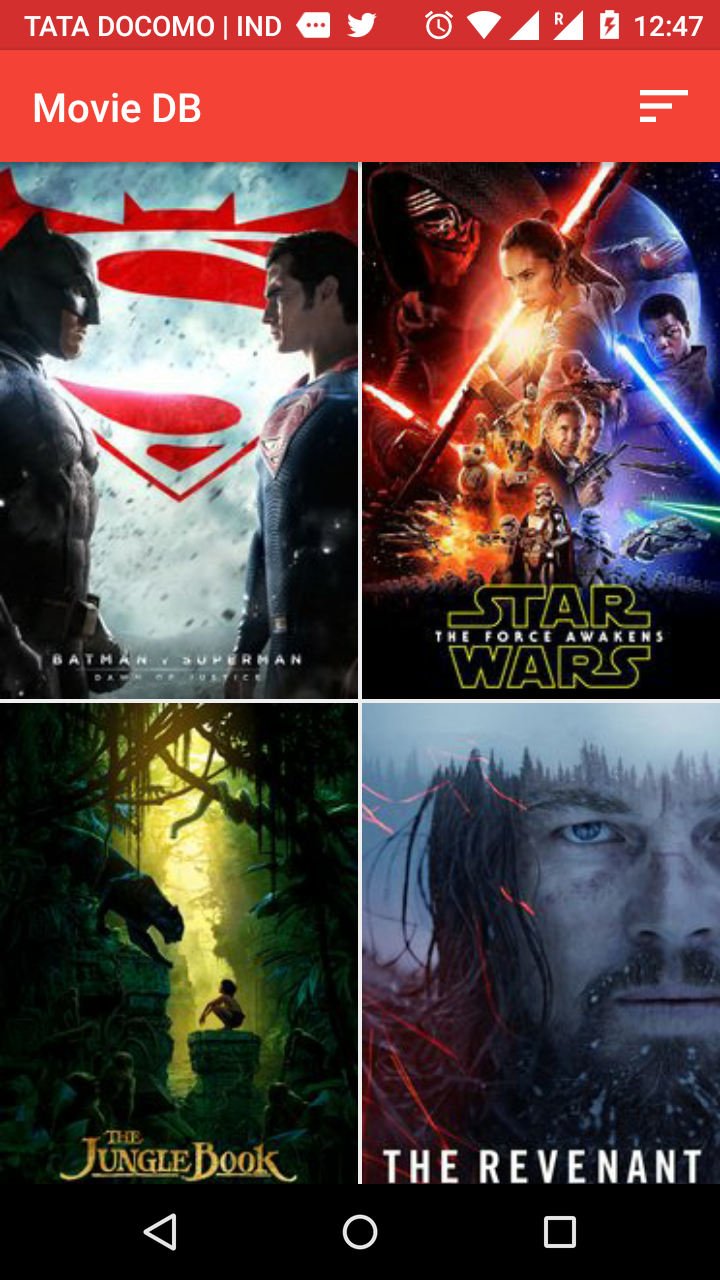 TATA DOCOMO | IND
R
12:47
Movie DB
BATMAN v SUPERMAN
DAWN OF JUSTICE
STAR
THE FORCE AWAKENS
WARS
THE
JUNGLE BOOK
THE REVENANT